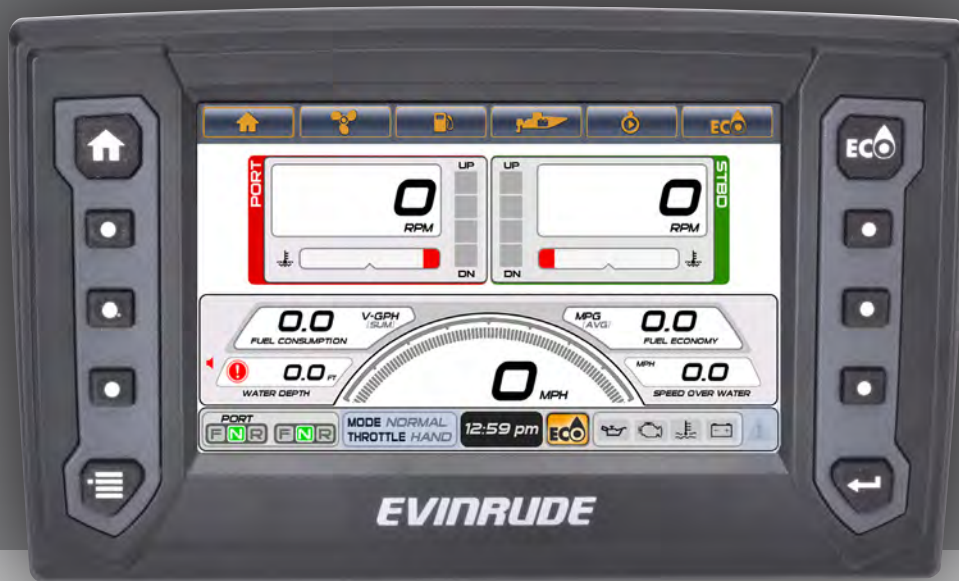 ECO
ECO
PORT
0
RPM
UP
DN
UP
DN
0
RPM
STBD
0.0 V-GPH
(SUM)
FUEL CONSUMPTION
MPG
(AVG)
0.0
FUEL ECONOMY
! 0.0 FT
WATER DEPTH
0 MPH
MPH
0.0
SPEED OVER WATER
PORT
F N R F N R
MODE NORMAL
THROTTLE HAND
12:59 pm
ECO
EVINRUDE